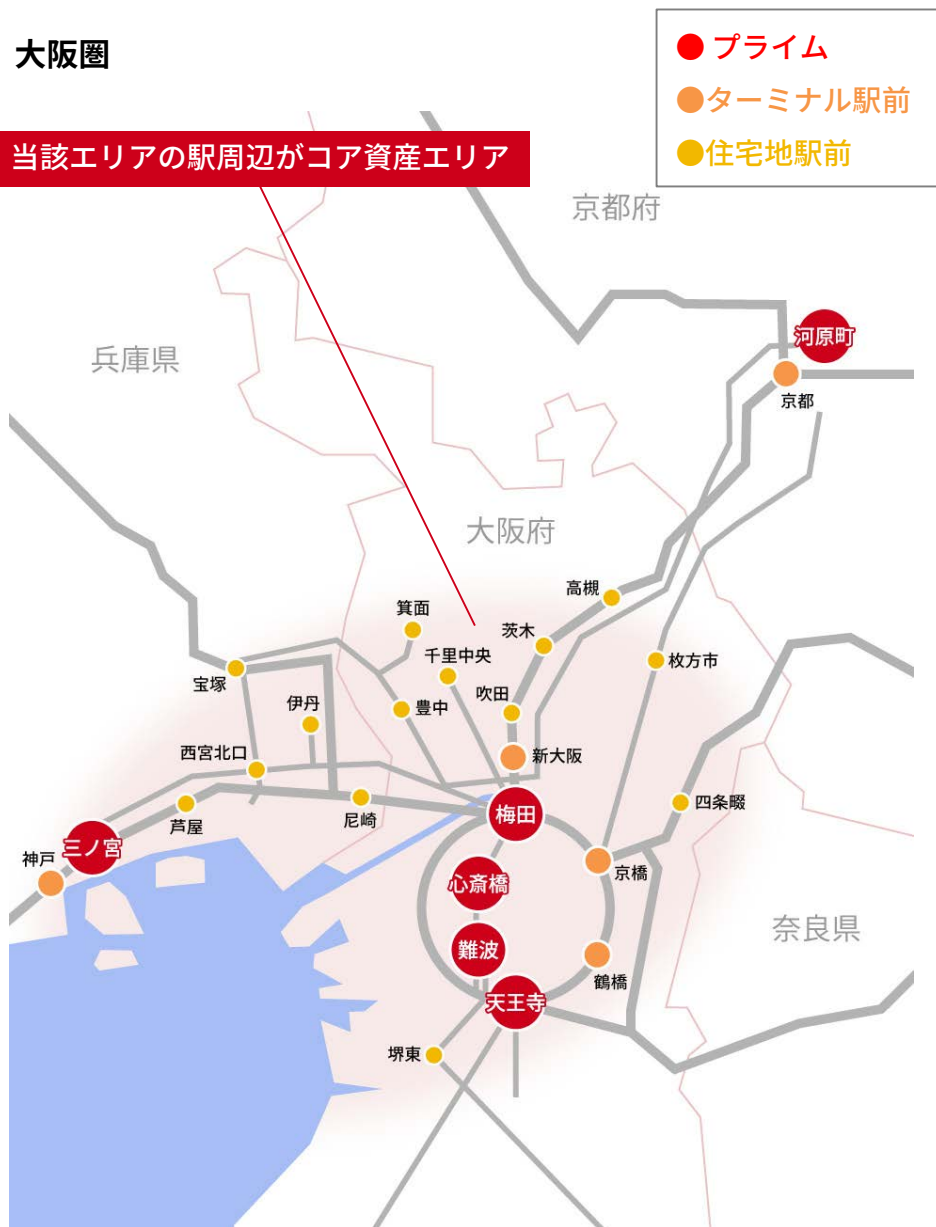 大阪圏
プライム
ターミナル駅前
住宅地駅前
当該エリアの駅周辺がコア資産エリア
京都府
河原町
兵庫県
京都
大阪府
高槻
箕面
茨木
千里中央
枚方市
宝塚
伊丹
豊中
吹田
西宮北口
新大阪
四条畷
芦屋
尼崎
梅田
三ノ宮
神戸
京橋
心斎橋
奈良県
難波
鶴橋
天王寺
堺東